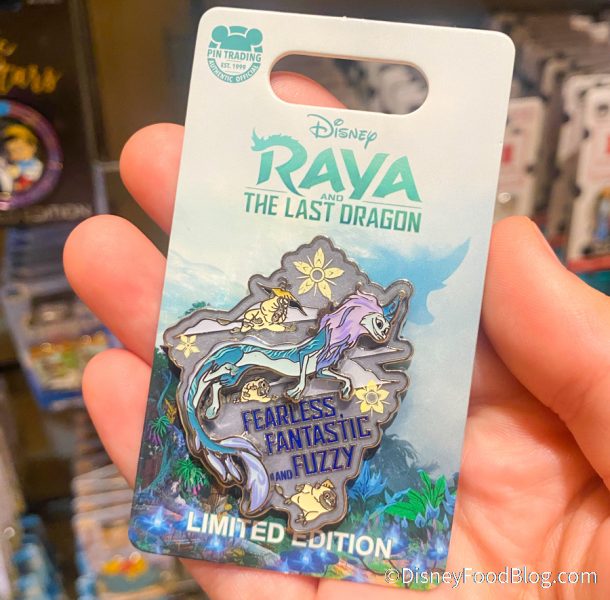 PIN TRADING
EST. 1999
AUTHENTIC OFFICIAL
Disney
RAYA
AND
THE LAST DRAGON
FEARLESS,
FANTASTIC
AND FUZZY
LIMITED EDITION
©DisneyFoodBlog.com